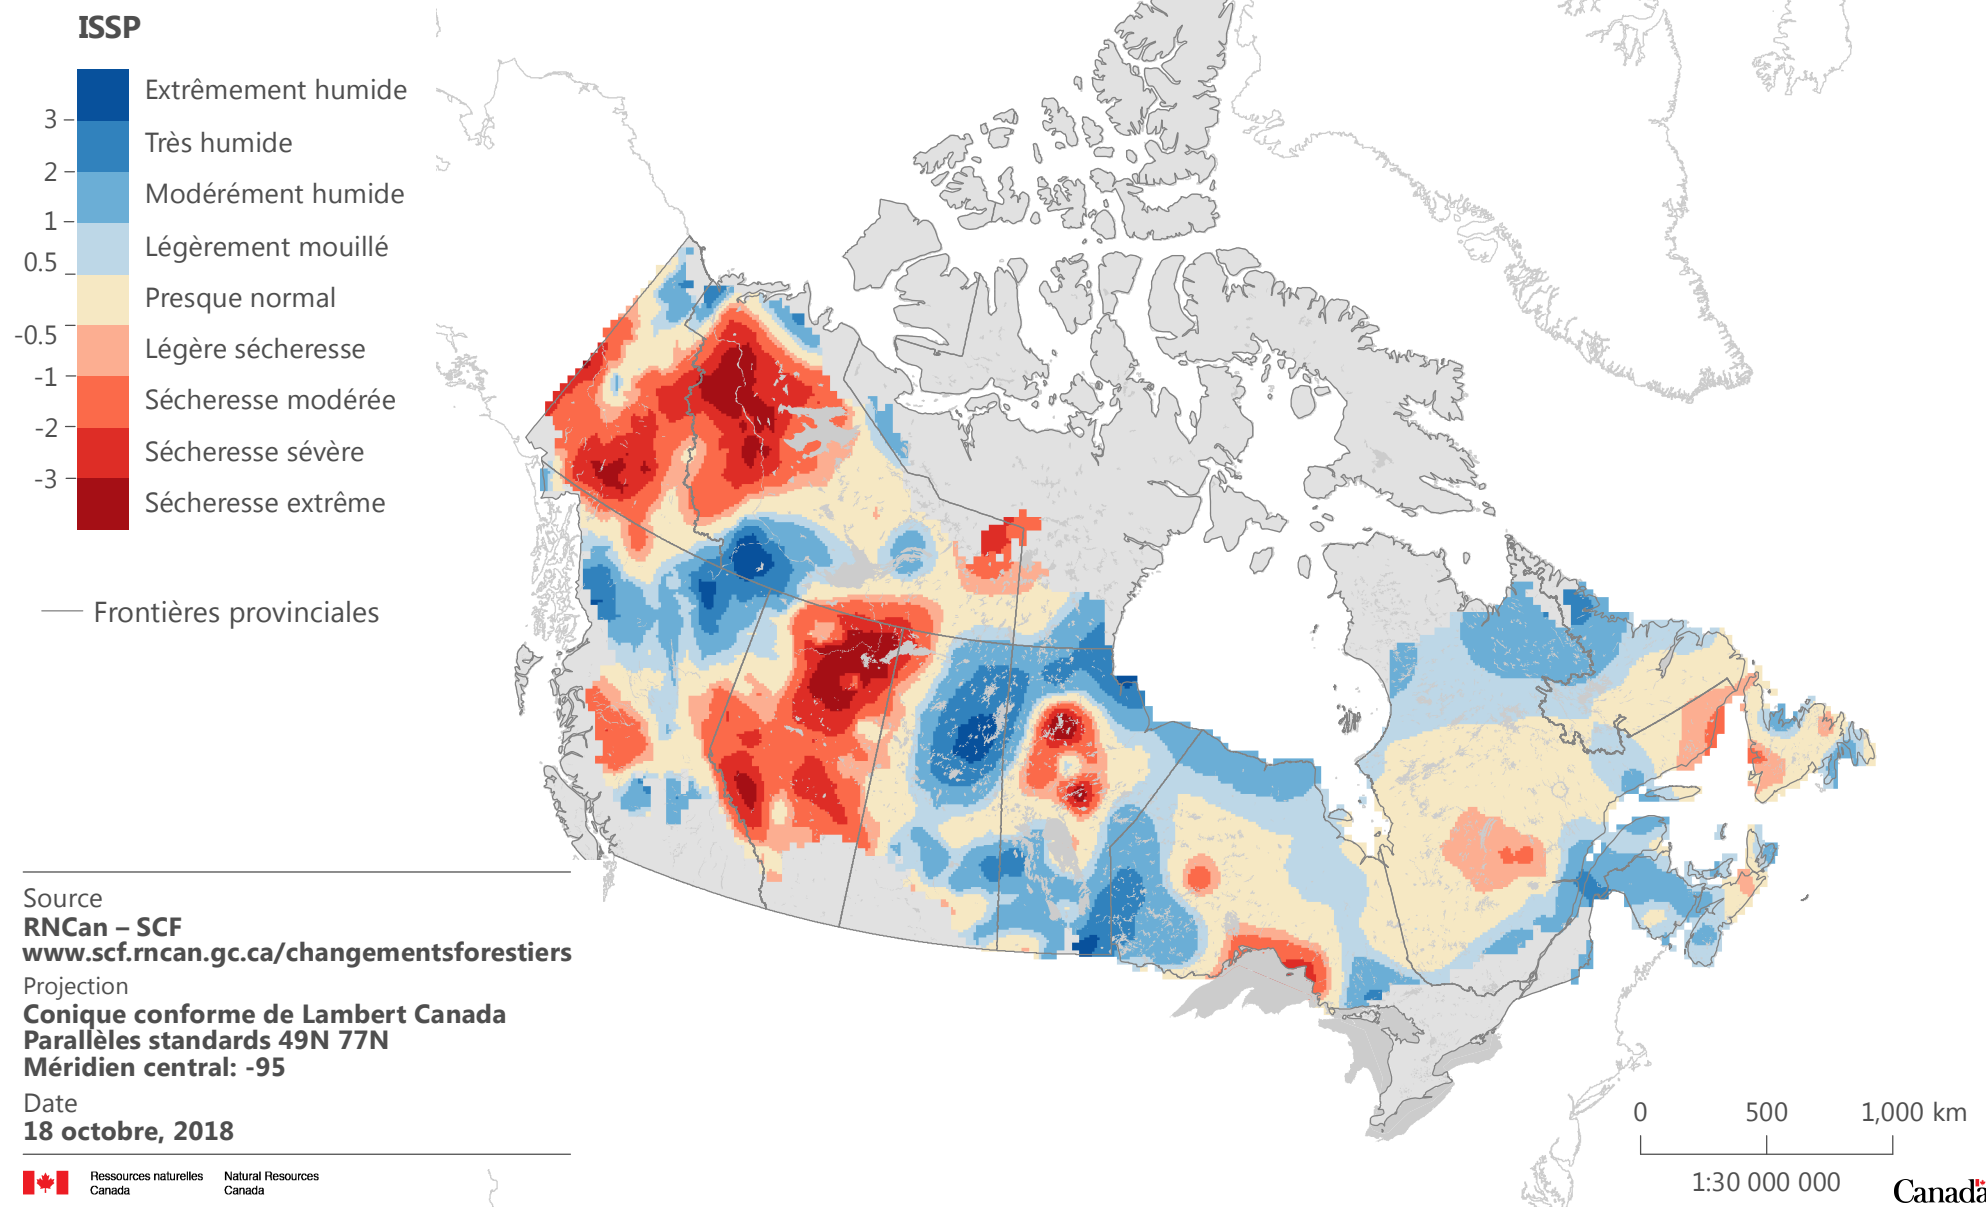 ISSP
Extrêmement humide
3
Très humide
2
Modérément humide
1
Légèrement mouillé
0.5
Presque normal
-0.5
Légère sécheresse
-1
Sécheresse modérée
-2
Sécheresse sévère
-3
Sécheresse extrême
Frontières provinciales
Source
RNCan – SCF
www.scf.rncan.gc.ca/changementsforestiers
Projection
Conique conforme de Lambert Canada
Parallèles standards 49N 77N
Méridien central: -95
Date
18 octobre, 2018
Ressources naturelles Natural Resources
Canada Canada
0 500 1,000 km
1:30 000 000
Canada